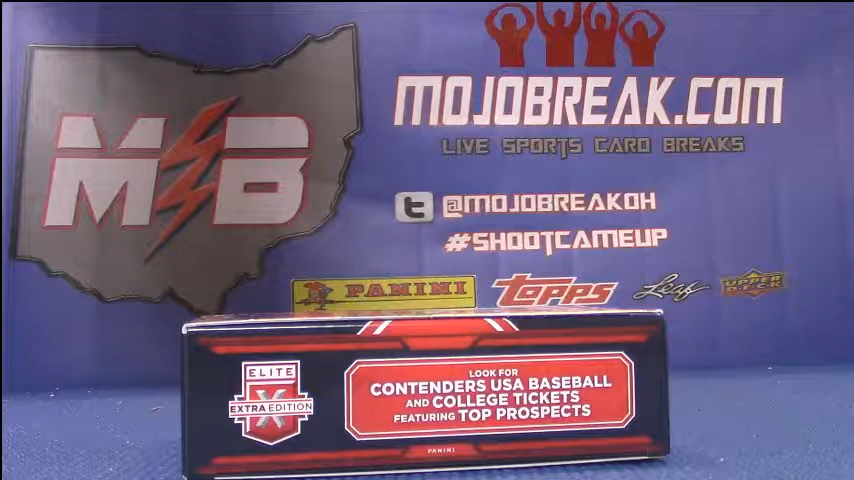 MB
MOJOBREAK.COM
LIVE SPORTS CARD BREAKS
t @MOJOBREAKOH
#SHOOTCAMEUP
PANINI Topps Leaf UPPER DECK
ELITE
X
EXTRA EDITION
LOOK FOR
CONTENDERS USA BASEBALL
AND COLLEGE TICKETS
FEATURING TOP PROSPECTS
PANINI